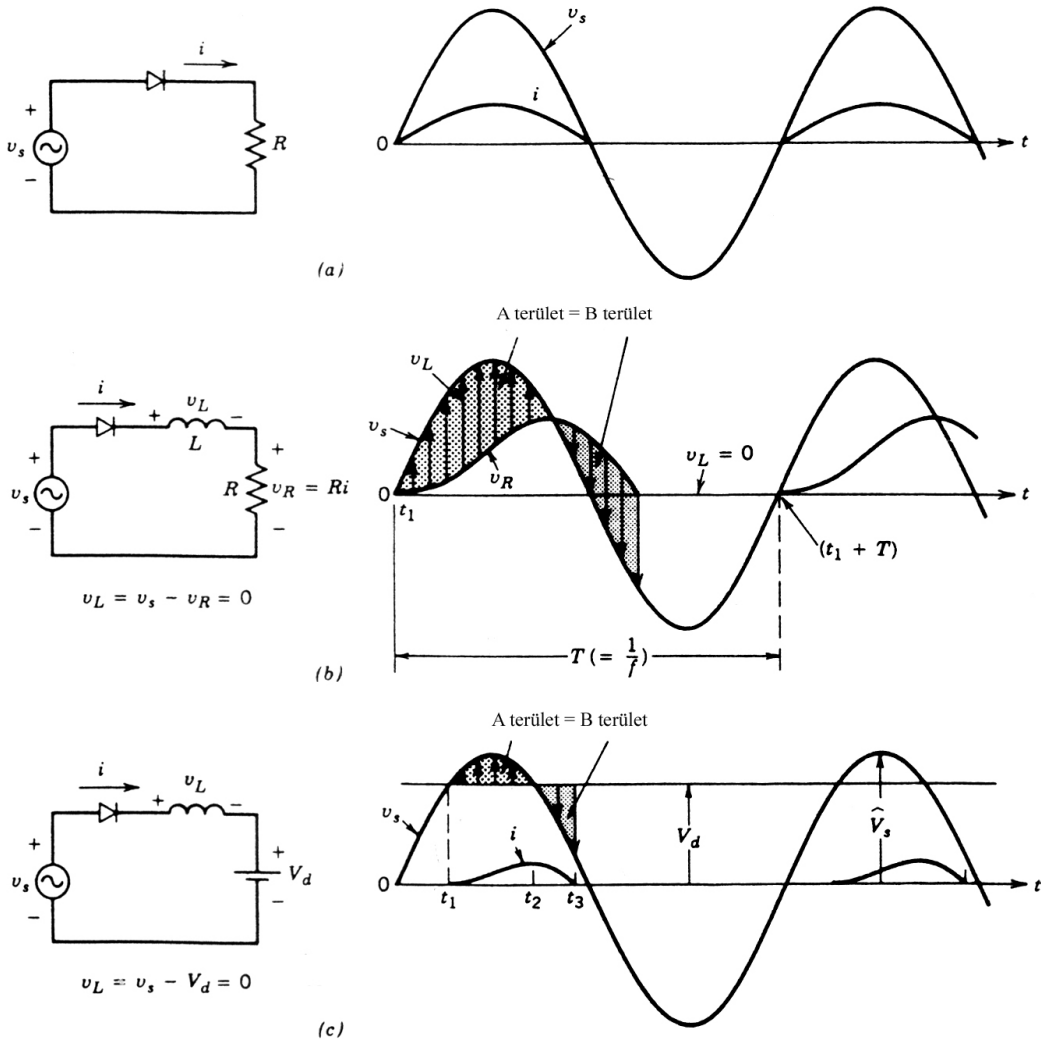 i
+
v_s
−
R
v_s
i
0
t
(a)
A terület = B terület
i
+ v_L −
L
+
v_s
−
R
+
v_R = Ri
−
v_L = v_s − v_R = 0
v_L
v_s
v_R
0
t_1
v_L = 0
t
(t_1 + T)
T (= 1/f)
(b)
A terület = B terület
i
+ v_L −
+
v_s
−
+
V_d
−
v_L = v_s − V_d = 0
v_s
i
V_d
V̂_s
0
t_1 t_2 t_3
t
(c)